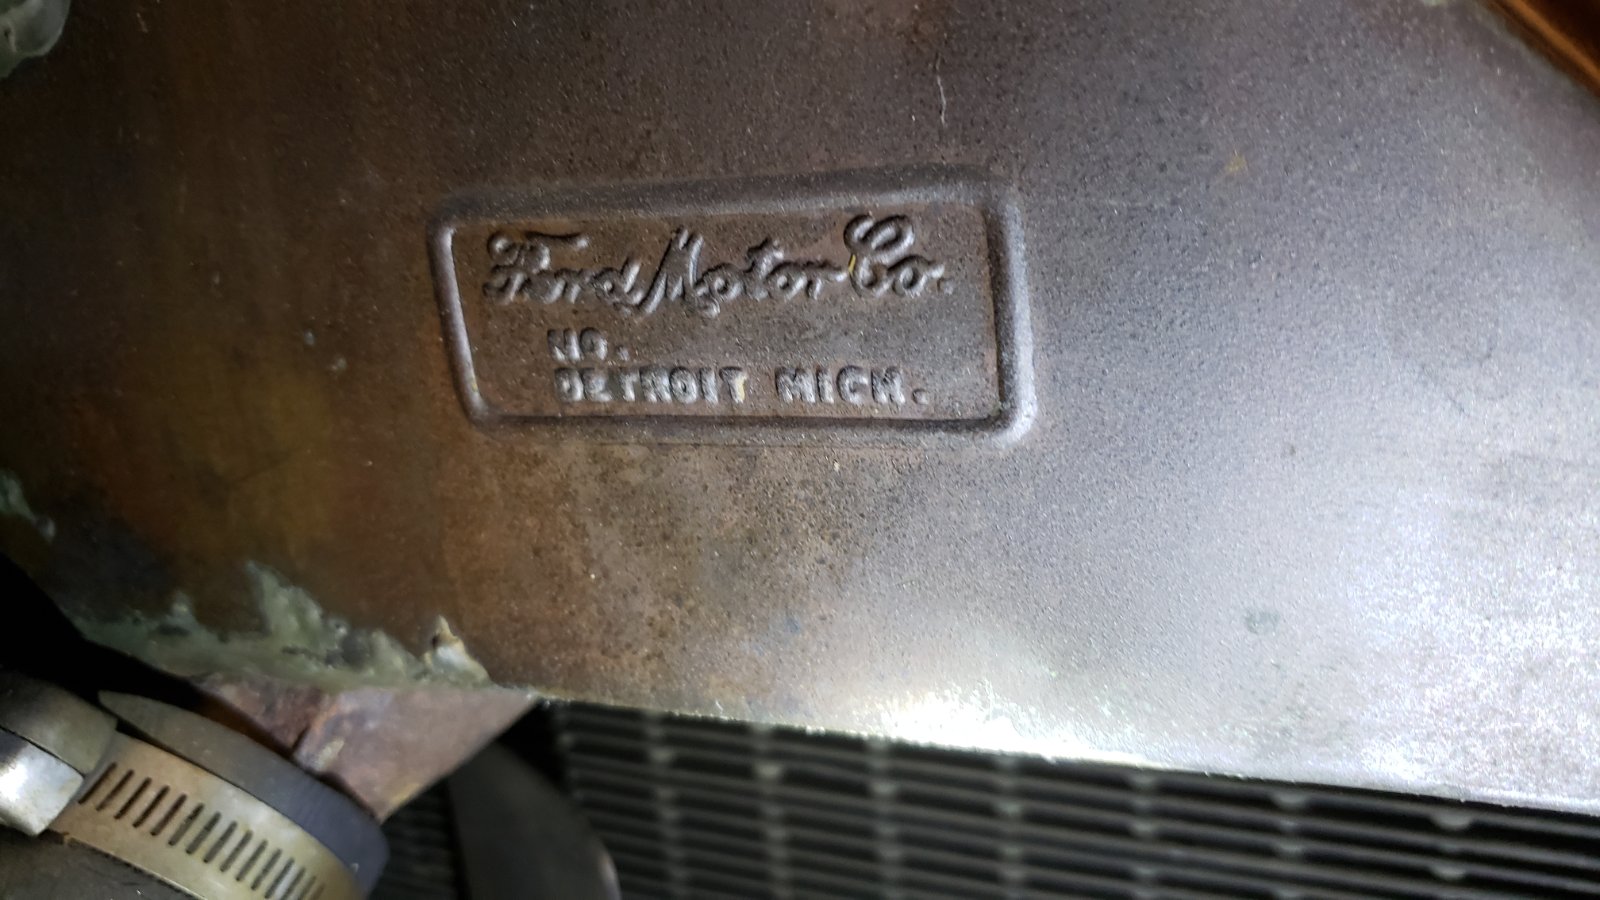 Ford Motor Co.
NO.
DETROIT MICH.